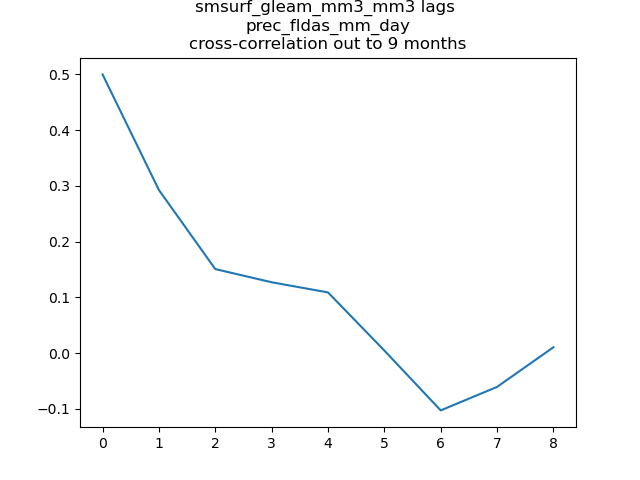 smsurf_gleam_mm3_mm3 lags
prec_fldas_mm_day
cross-correlation out to 9 months
0.5
0.4
0.3
0.2
0.1
0.0
−0.1
0 1 2 3 4 5 6 7 8